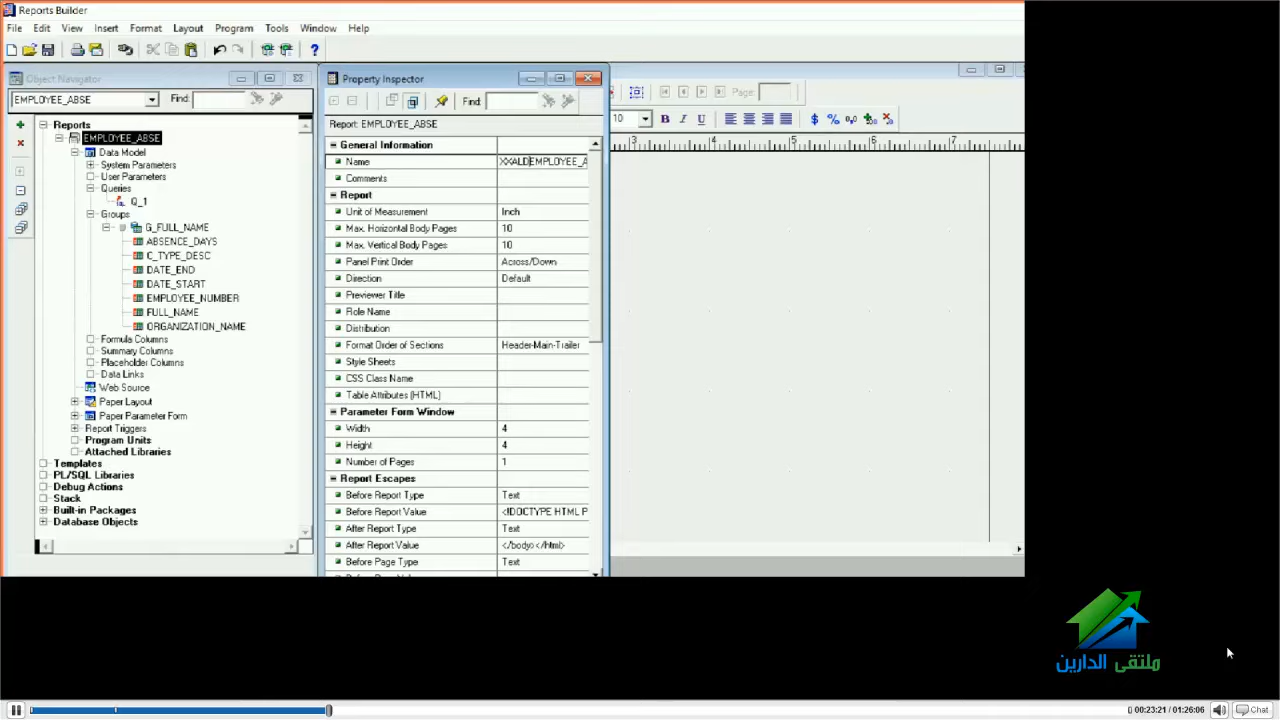 Reports Builder
File Edit View Insert Format Layout Program Tools Window Help
Object Navigator
EMPLOYEE_ABSE Find:
Reports
EMPLOYEE_ABSE
Data Model
System Parameters
User Parameters
Queries
Q_1
Groups
G_FULL_NAME
ABSENCE_DAYS
C_TYPE_DESC
DATE_END
DATE_START
EMPLOYEE_NUMBER
FULL_NAME
ORGANIZATION_NAME
Formula Columns
Summary Columns
Placeholder Columns
Data Links
Web Source
Paper Layout
Paper Parameter Form
Report Triggers
Program Units
Attached Libraries
Templates
PL/SQL Libraries
Debug Actions
Stack
Built-in Packages
Database Objects
Property Inspector
Find:
Report: EMPLOYEE_ABSE
General Information
Name XXALDEMPLOYEE_A
Comments
Report
Unit of Measurement Inch
Max. Horizontal Body Pages 10
Max. Vertical Body Pages 10
Panel Print Order Across/Down
Direction Default
Previewer Title
Role Name
Distribution
Format Order of Sections Header-Main-Trailer
Style Sheets
CSS Class Name
Table Attributes (HTML)
Parameter Form Window
Width 4
Height 4
Number of Pages 1
Report Escapes
Before Report Type Text
Before Report Value <!DOCTYPE HTML P
After Report Type Text
After Report Value </body></html>
Before Page Type Text
Page:
10 B I U $ %
3 4 5 6 7
ملتقى الدارين
00:23:21 / 01:26:06 Chat